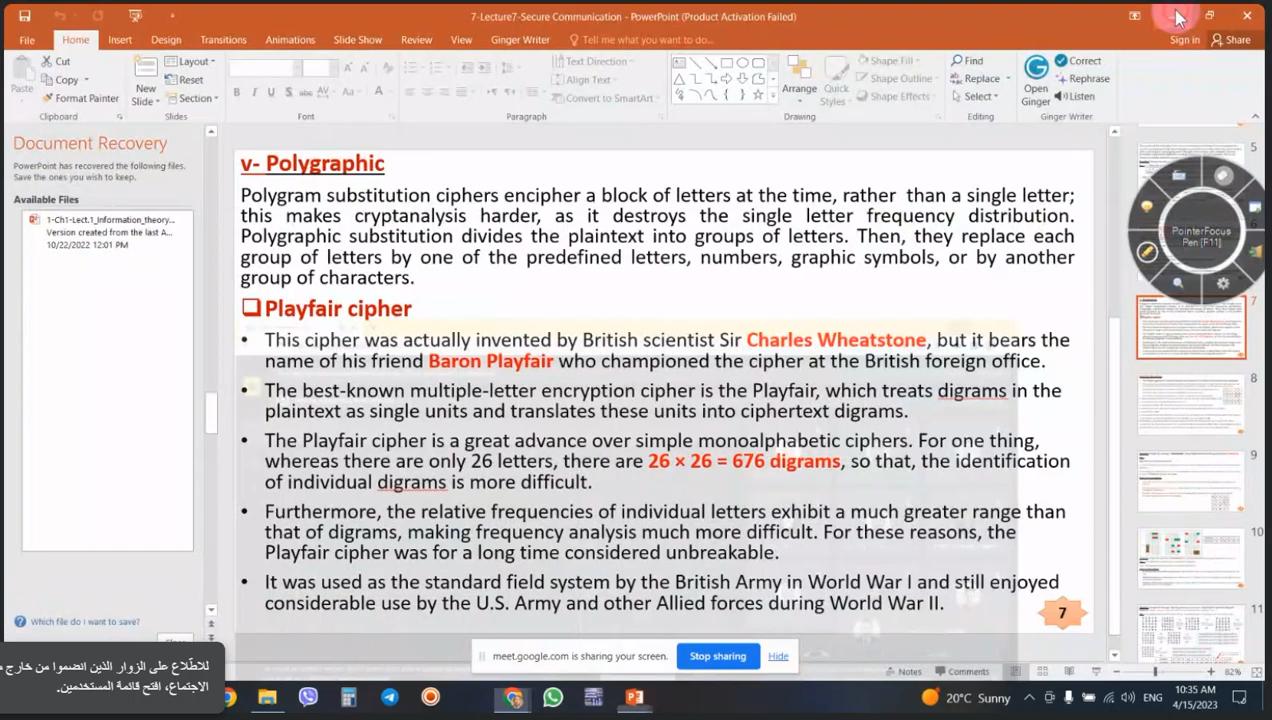 7-Lecture7-Secure Communication - PowerPoint (Product Activation Failed)
File Home Insert Design Transitions Animations Slide Show Review View Ginger Writer Tell me what you want to do... Sign in Share
Paste
Cut
Copy
Format Painter
Clipboard
New Slide
Layout
Reset
Section
Slides
Font
Text Direction
Align Text
Convert to SmartArt
Paragraph
Arrange
Quick Styles
Shape Fill
Shape Outline
Shape Effects
Drawing
Find
Replace
Select
Editing
Open Ginger
Correct
Rephrase
Listen
Ginger Writer
Document Recovery
PowerPoint has recovered the following files.
Save the ones you wish to keep.
Available Files
1-Ch1-Lect.1_Information_theory...
Version created from the last A...
10/22/2022 12:01 PM
Which file do I want to save?
v- Polygraphic
Polygram substitution ciphers encipher a block of letters at the time, rather than a single letter;
this makes cryptanalysis harder, as it destroys the single letter frequency distribution.
Polygraphic substitution divides the plaintext into groups of letters. Then, they replace each
group of letters by one of the predefined letters, numbers, graphic symbols, or by another
group of characters.
❑ Playfair cipher
• This cipher was actually invented by British scientist Sir Charles Wheatstone, but it bears the
name of his friend Baron Playfair who championed the cipher at the British foreign office.
• The best-known multiple-letter encryption cipher is the Playfair, which treats digrams in the
plaintext as single units and translates these units into ciphertext digrams.
• The Playfair cipher is a great advance over simple monoalphabetic ciphers. For one thing,
whereas there are only 26 letters, there are 26 × 26 = 676 digrams, so that, the identification
of individual digrams is more difficult.
• Furthermore, the relative frequencies of individual letters exhibit a much greater range than
that of digrams, making frequency analysis much more difficult. For these reasons, the
Playfair cipher was for a long time considered unbreakable.
• It was used as the standard field system by the British Army in World War I and still enjoyed
considerable use by the U.S. Army and other Allied forces during World War II.
7
PointerFocus
Pen [F11]
5
7
8
9
10
11
meet.google.com is sharing your screen. Stop sharing Hide
للاطّلاع على الزوار الذين انضموا من خارج
الاجتماع، افتح قائمة المستخدمين.
Notes Comments 82%
20°C Sunny ENG
10:35 AM
4/15/2023